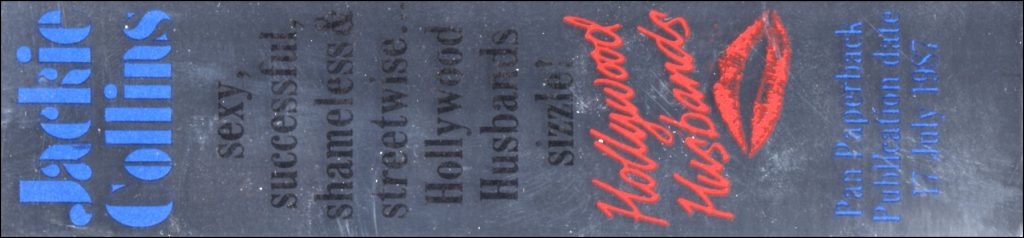 Jackie
Collins
sexy,
successful,
shameless &
streetwise...
Hollywood
Husbands
sizzle!
Hollywood
Husbands
Pan Paperback
Publication date
17 July 1987